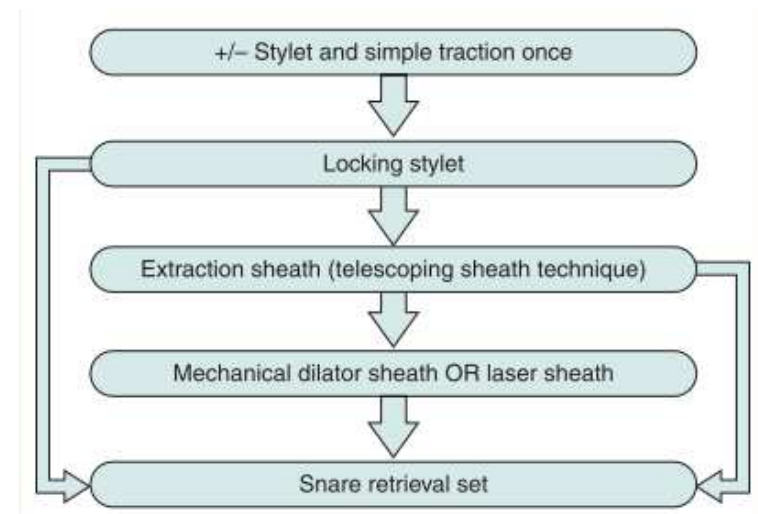 +/– Stylet and simple traction once
Locking stylet
Extraction sheath (telescoping sheath technique)
Mechanical dilator sheath OR laser sheath
Snare retrieval set